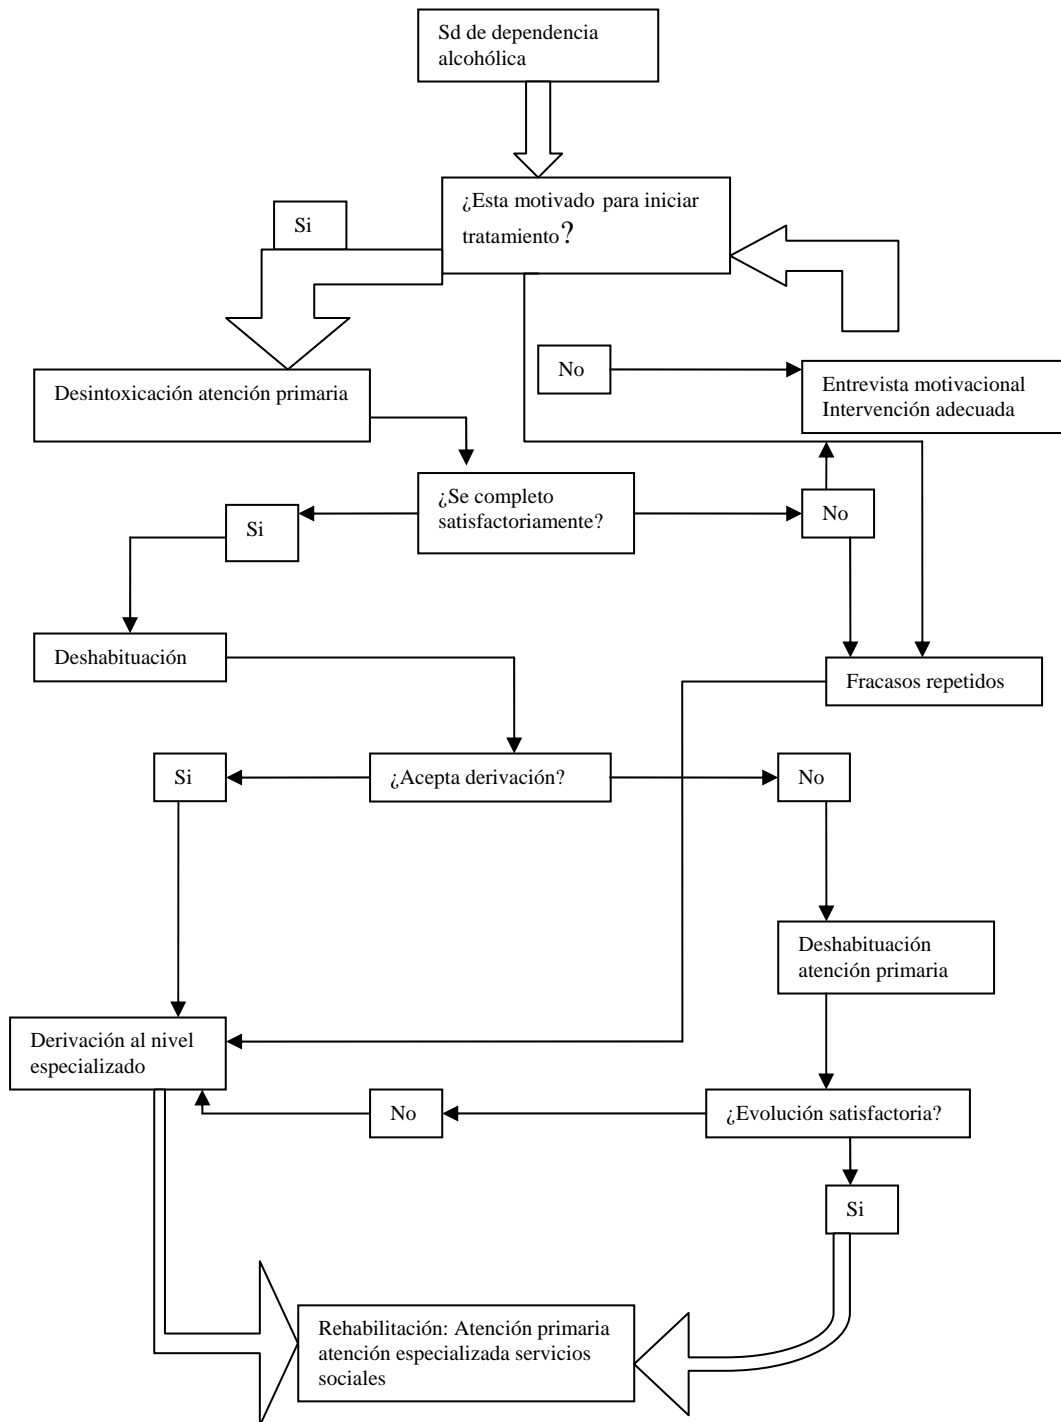 Sd de dependencia
alcohólica
¿Esta motivado para iniciar
tratamiento?
Si
No
Desintoxicación atención primaria
Entrevista motivacional
Intervención adecuada
¿Se completo
satisfactoriamente?
Si
No
Deshabituación
Fracasos repetidos
Si
¿Acepta derivación?
No
Deshabituación
atención primaria
Derivación al nivel
especializado
No
¿Evolución satisfactoria?
Si
Rehabilitación: Atención primaria
atención especializada servicios
sociales